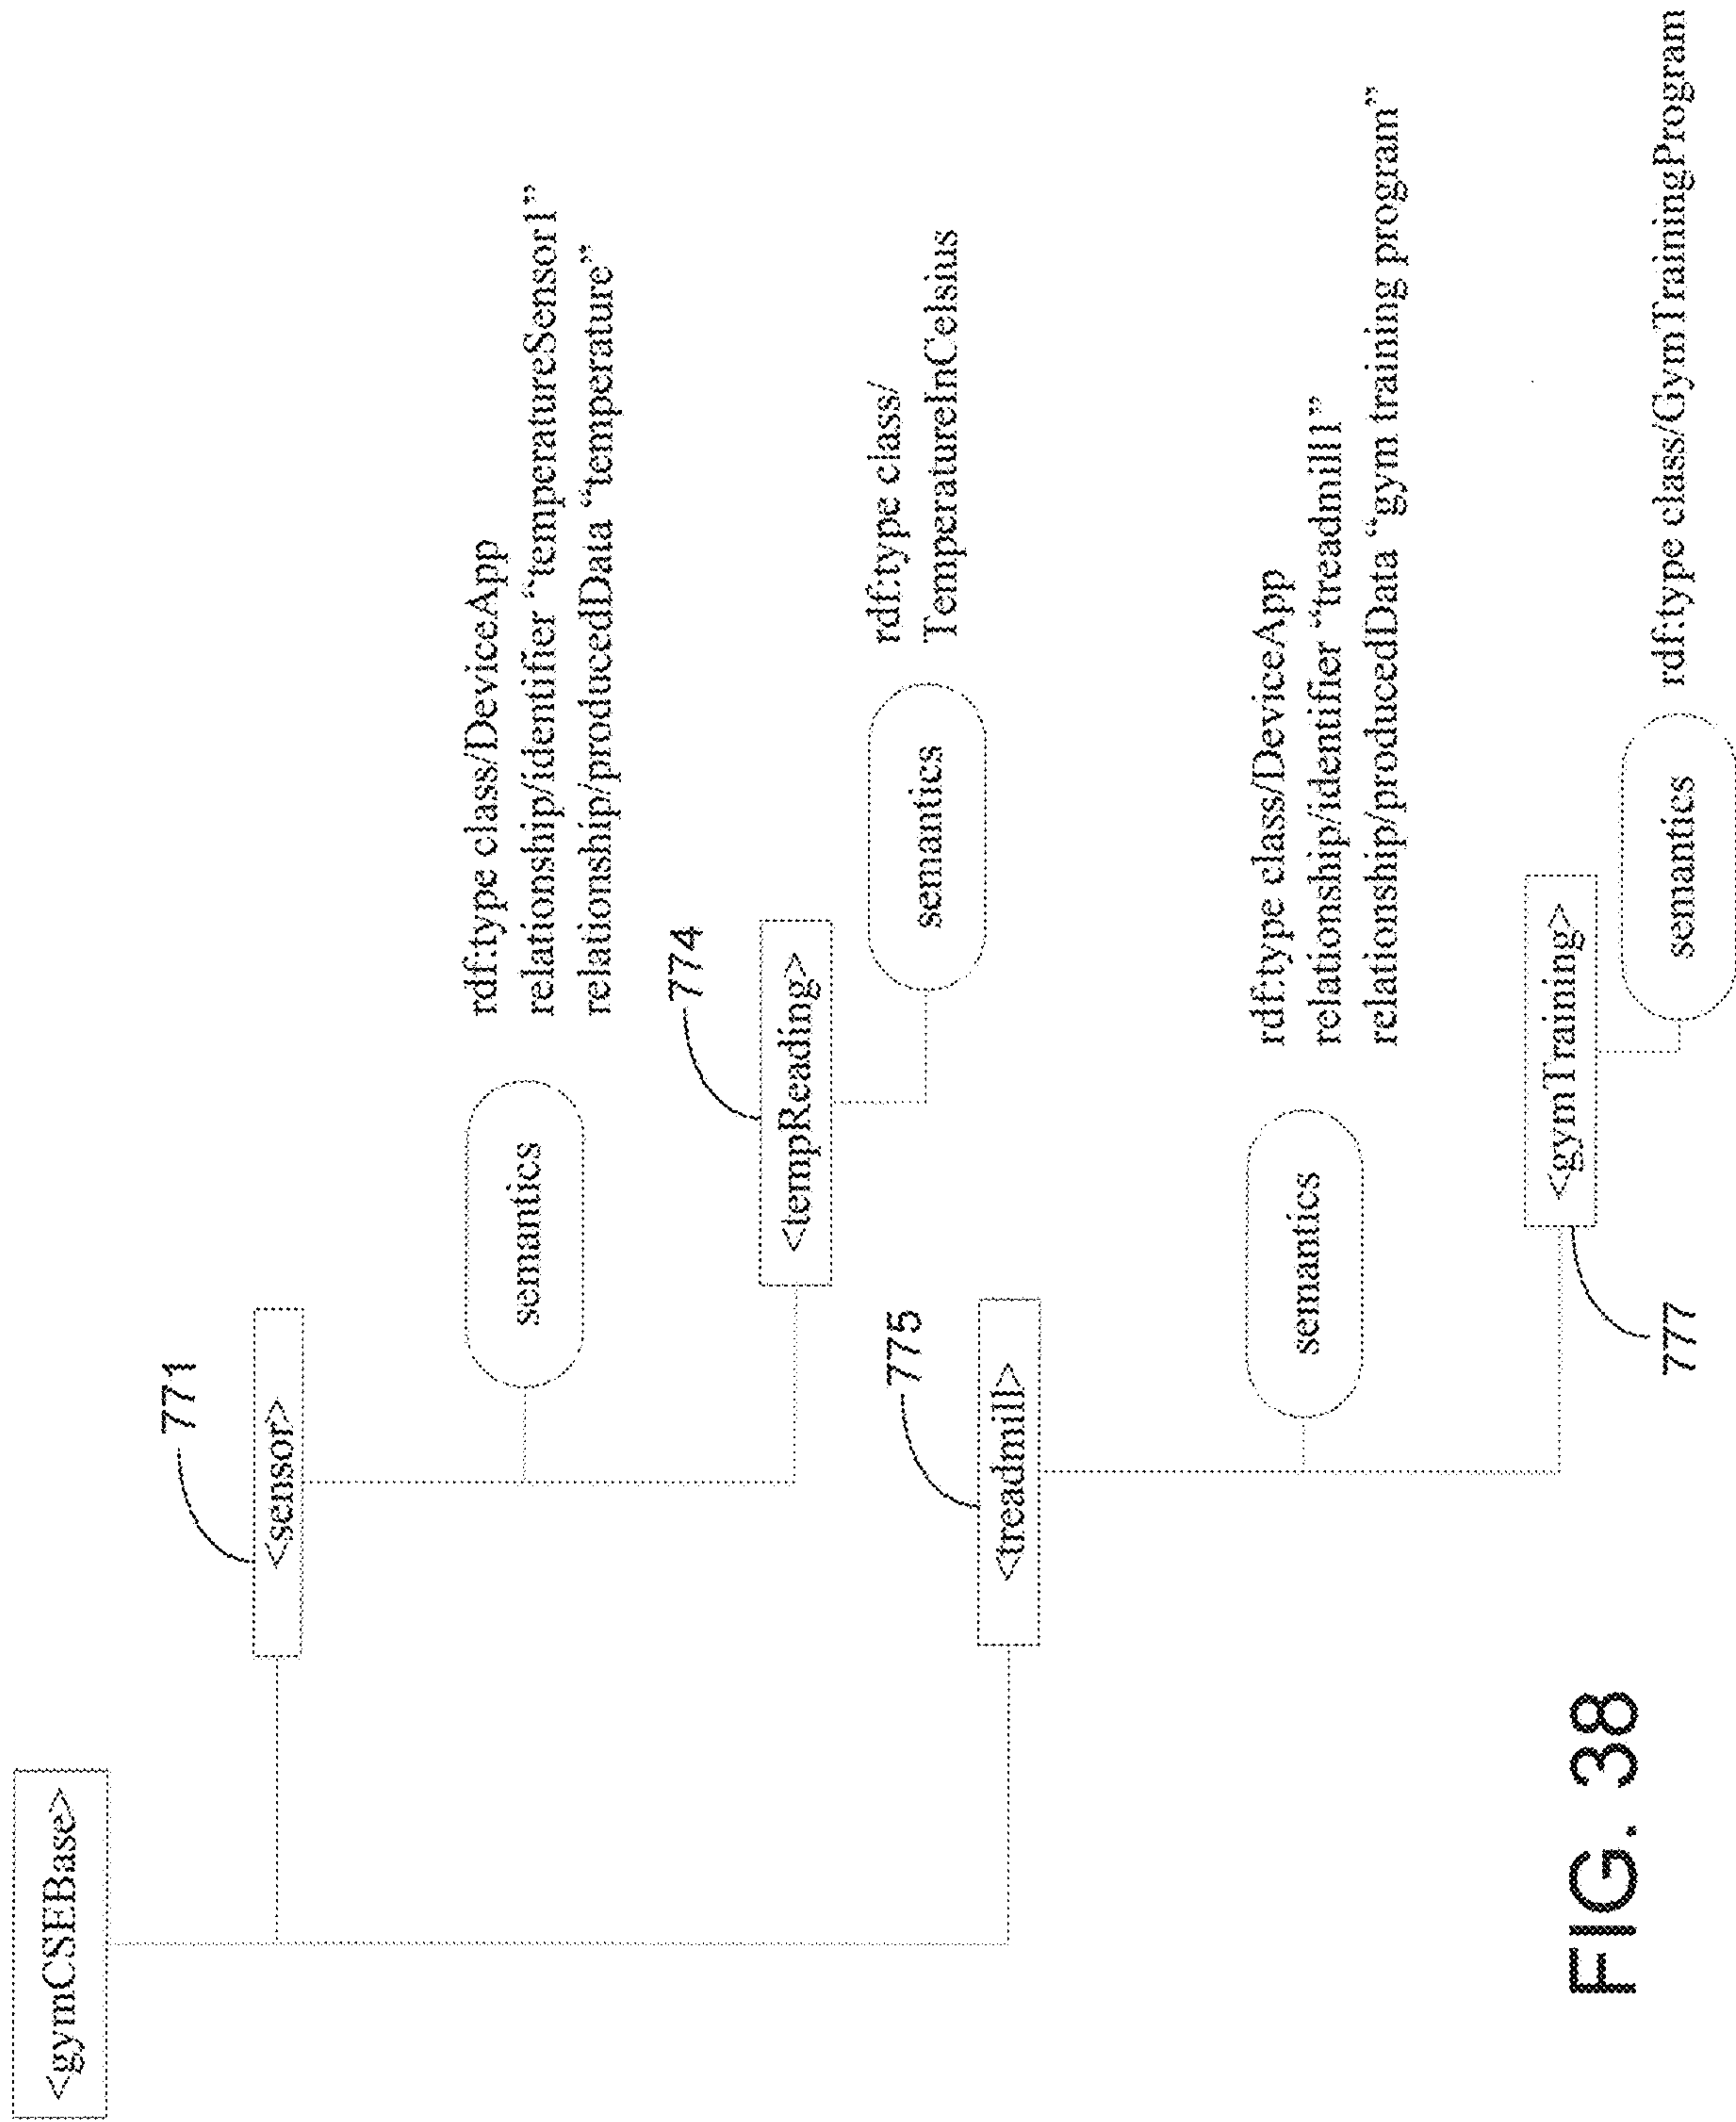 <gymCSEBase>
771
<sensor>
semantics
rdf:type class/DeviceApp
relationship/identifier “temperatureSensor1”
relationship/producedData “temperature”
774
<tempReading>
semantics
rdf:type class/
TemperatureInCelsius
775
<treadmill>
semantics
rdf:type class/DeviceApp
relationship/identifier “treadmill1”
relationship/producedData “gym training program”
<gymTraining>
777
semantics
rdf:type class/GymTrainingProgram
FIG. 38